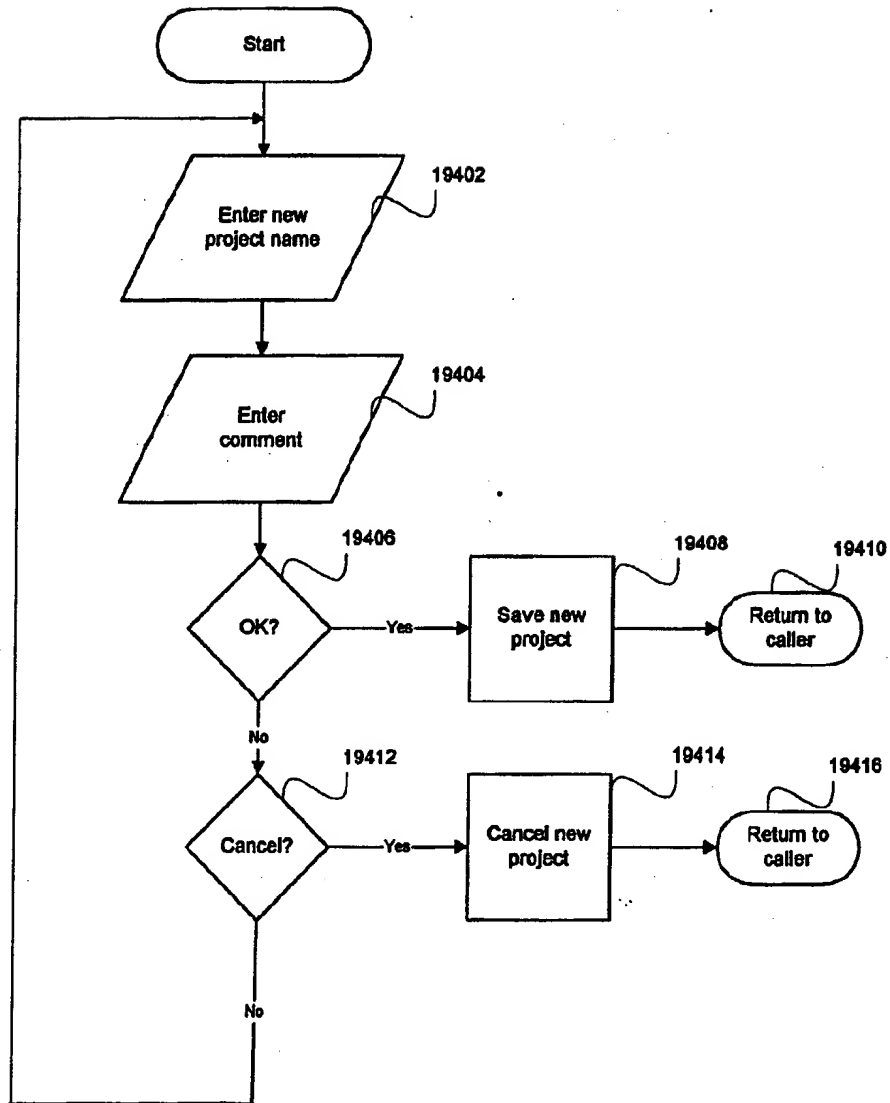 Start
19402
Enter new
project name
19404
Enter
comment
19406
19408
19410
OK?
Yes
Save new
project
Return to
caller
No
19412
19414
19416
Cancel?
Yes
Cancel new
project
Return to
caller
No